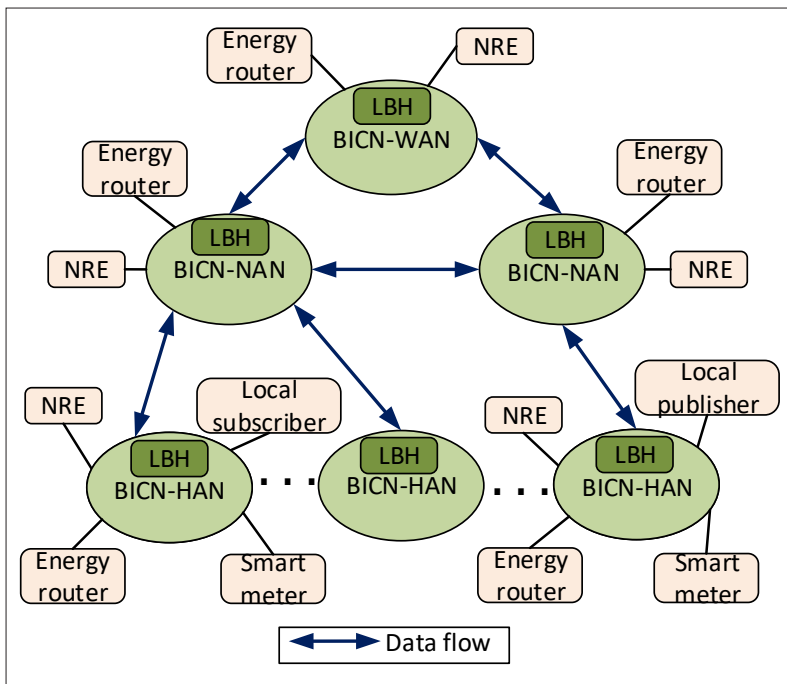 Energy
router
NRE
LBH
BICN-WAN
Energy
router
NRE
LBH
BICN-NAN
Energy
router
LBH
BICN-NAN
NRE
NRE
Local
subscriber
LBH
BICN-HAN
Energy
router
Smart
meter
. . .
LBH
BICN-HAN
. . .
NRE
Local
publisher
LBH
BICN-HAN
Energy
router
Smart
meter
Data flow